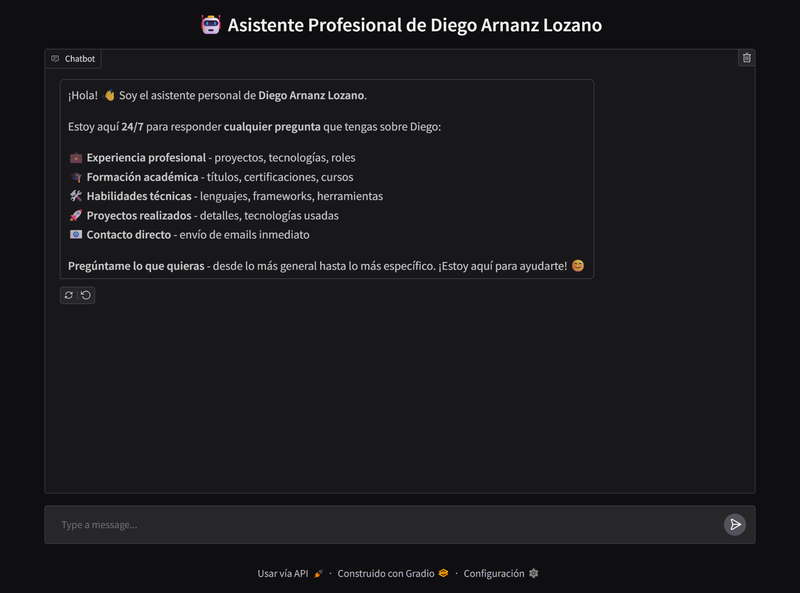 🤖 Asistente Profesional de Diego Arnanz Lozano
Chatbot
¡Hola! 👋 Soy el asistente personal de Diego Arnanz Lozano.
Estoy aquí 24/7 para responder cualquier pregunta que tengas sobre Diego:
💼 Experiencia profesional - proyectos, tecnologías, roles
🎓 Formación académica - títulos, certificaciones, cursos
🛠️ Habilidades técnicas - lenguajes, frameworks, herramientas
🚀 Proyectos realizados - detalles, tecnologías usadas
📧 Contacto directo - envío de emails inmediato
Pregúntame lo que quieras - desde lo más general hasta lo más específico. ¡Estoy aquí para ayudarte! 😊
Type a message...
Usar vía API 🚀 · Construido con Gradio · Configuración ⚙️